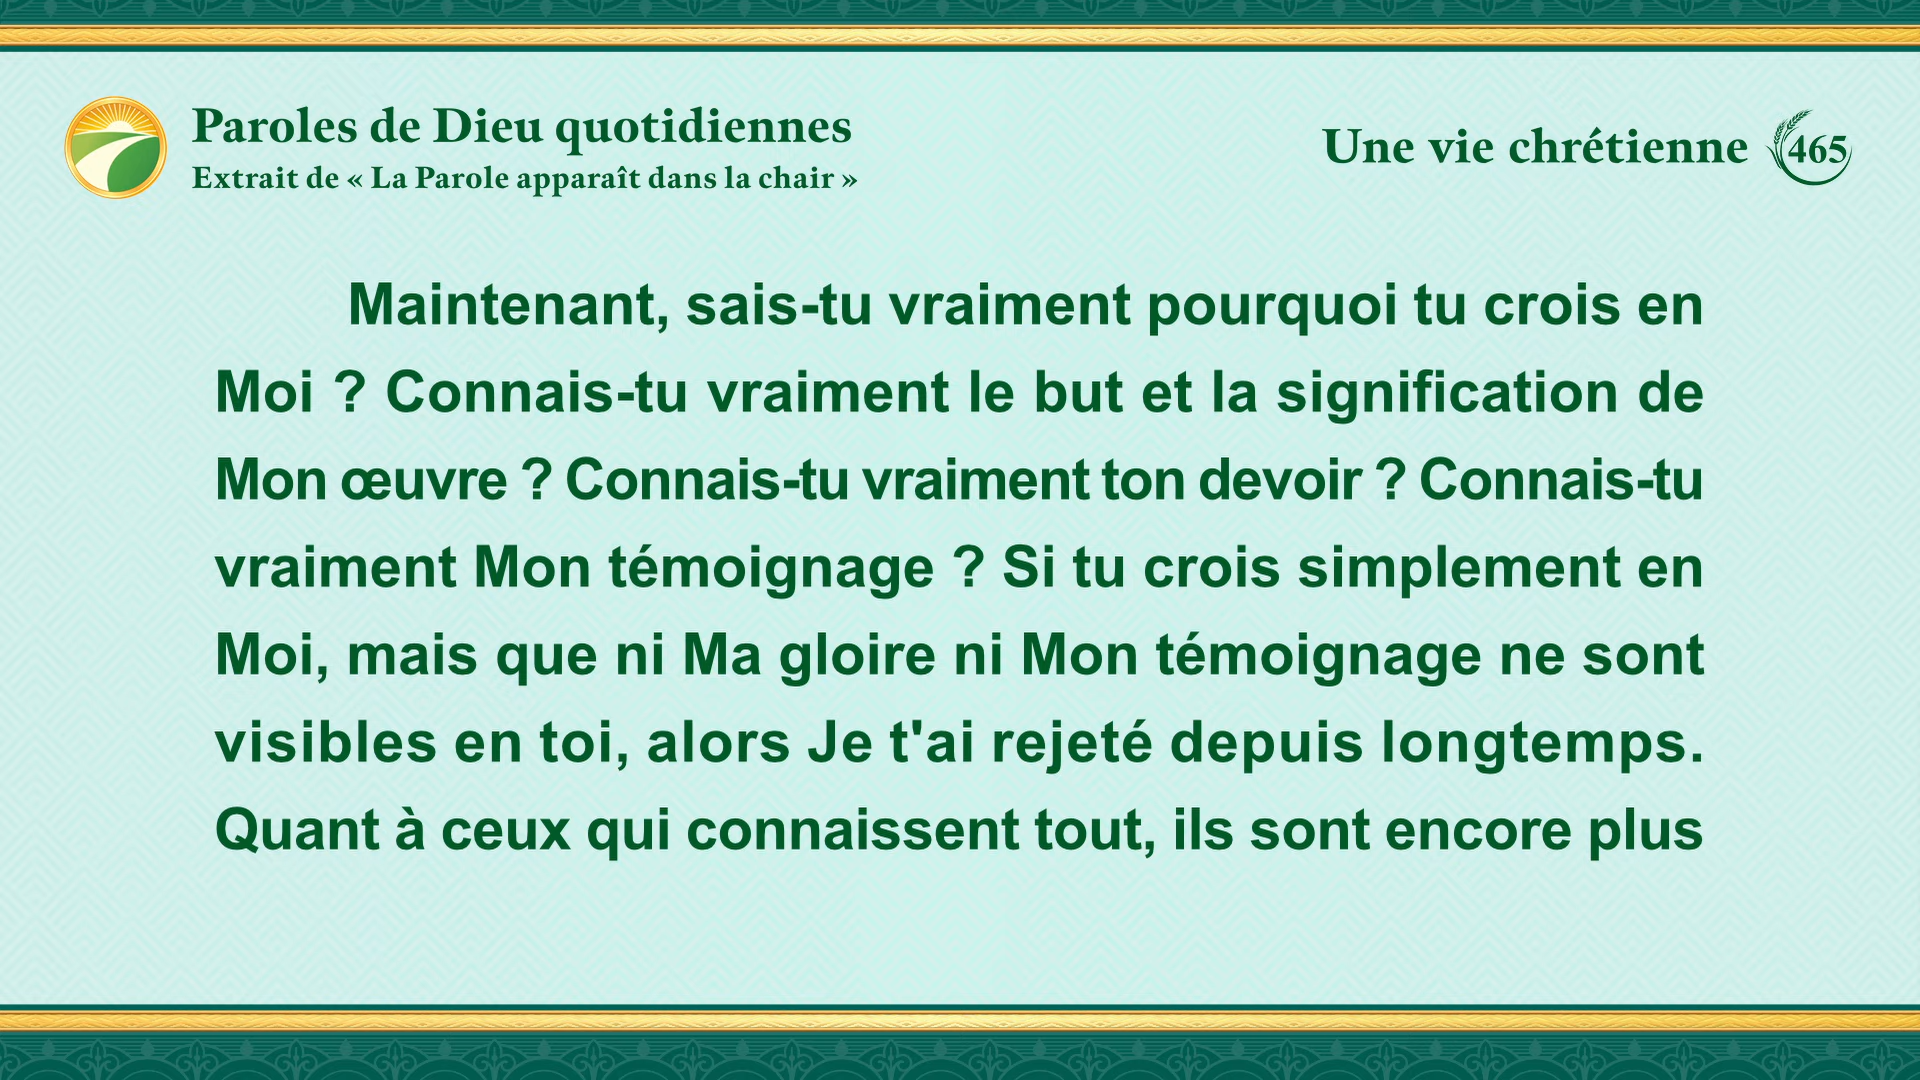 Paroles de Dieu quotidiennes
Extrait de « La Parole apparaît dans la chair »
Une vie chrétienne 465
Maintenant, sais-tu vraiment pourquoi tu crois en
Moi ? Connais-tu vraiment le but et la signification de
Mon œuvre ? Connais-tu vraiment ton devoir ? Connais-tu
vraiment Mon témoignage ? Si tu crois simplement en
Moi, mais que ni Ma gloire ni Mon témoignage ne sont
visibles en toi, alors Je t'ai rejeté depuis longtemps.
Quant à ceux qui connaissent tout, ils sont encore plus